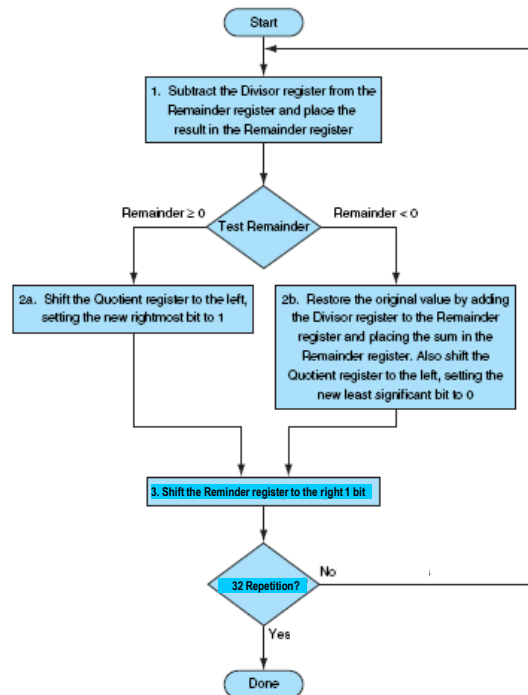 Start
1. Subtract the Divisor register from the
Remainder register and place the
result in the Remainder register
Remainder ≥ 0
Test Remainder
Remainder < 0
2a. Shift the Quotient register to the left,
setting the new rightmost bit to 1
2b. Restore the original value by adding
the Divisor register to the Remainder
register and placing the sum in the
Remainder register. Also shift the
Quotient register to the left, setting the
new least significant bit to 0
3. Shift the Reminder register to the right 1 bit
32 Repetition?
No
Yes
Done